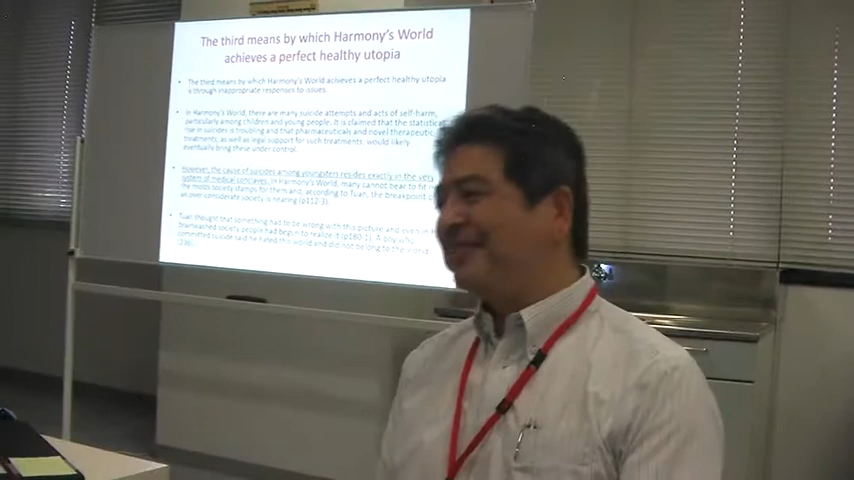 The third means by which Harmony's World
achieves a perfect healthy utopia
• The third means by which Harmony's World achieves a perfect healthy utopia
is through inappropriate responses to issues.
• In Harmony's World, there are many suicide attempts and acts of self-harm,
particularly among children and young people. It is claimed that the statistical
rise in suicides is troubling and that pharmaceuticals and novel therapeutic
treatments, as well as legal support for such treatments would likely
eventually bring these under control.
• However, the cause of suicides among youngsters resides exactly in the very
system of medical conclaves. In Harmony's World, many cannot bear to fit in
the molds society stamps for them and, according to Tuan, the breakpoint of
an over considerate society is nearing (p112-3).
• Tuan thought that something had to be wrong with this picture and even in
brainwashed society people had begun to realize it (p160-1). A boy who
committed suicide said he hated this world and did not belong to the world.
(236)